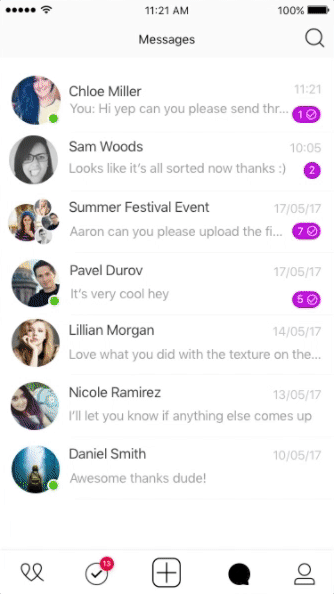 11:21 AM
100%
Messages
Chloe Miller
11:21
You: Hi yep can you please send thr...
1
Sam Woods
10:05
Looks like it's all sorted now thanks :)
2
Summer Festival Event
17/05/17
Aaron can you please upload the fi...
7
Pavel Durov
17/05/17
It's very cool hey
5
Lillian Morgan
14/05/17
Love what you did with the texture on the...
Nicole Ramirez
13/05/17
I'll let you know if anything else comes up
Daniel Smith
10/05/17
Awesome thanks dude!
13